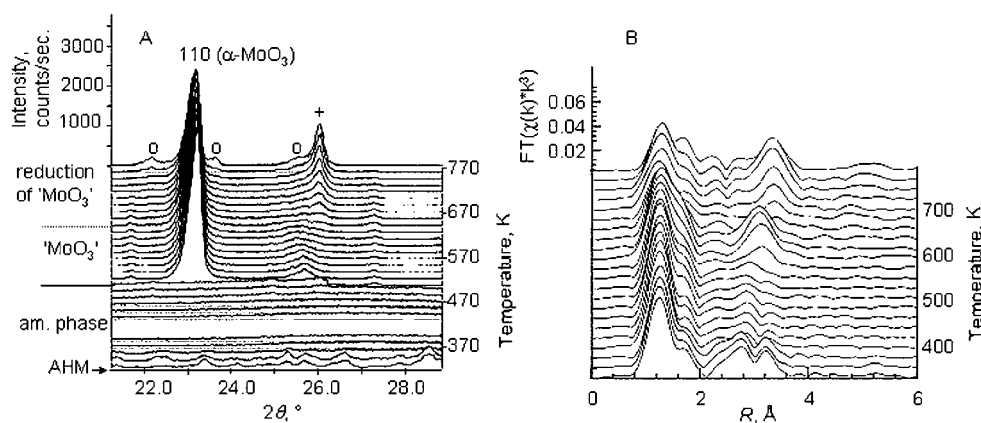 A
110 (α-MoO₃)
Intensity,
counts/sec.
3000
2000
1000
+
o
o
o
reduction
of 'MoO₃'
'MoO₃'
am. phase
AHM
770
670
570
470
370
Temperature, K
22.0 24.0 26.0 28.0
2θ, °
B
FT(χ(k)*K³)
0.06
0.04
0.02
700
600
500
400
Temperature, K
0 2 4 6
R, Å